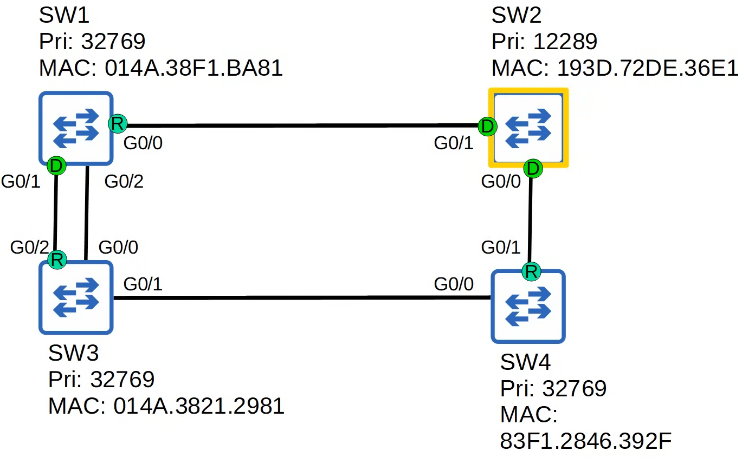 SW1
Pri: 32769
MAC: 014A.38F1.BA81
SW2
Pri: 12289
MAC: 193D.72DE.36E1
R
D
G0/0
G0/1
D
D
G0/1
G0/2
G0/0
G0/2
G0/0
G0/1
R
R
G0/1
G0/0
SW3
Pri: 32769
MAC: 014A.3821.2981
SW4
Pri: 32769
MAC:
83F1.2846.392F